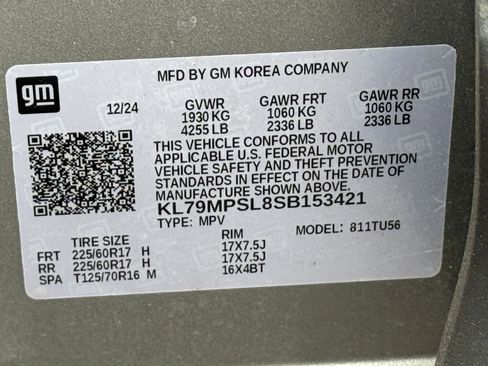 gm
MFD BY GM KOREA COMPANY
12/24 GVWR GAWR FRT GAWR RR
1930 KG 1060 KG 1060 KG
4255 LB 2336 LB 2336 LB
THIS VEHICLE CONFORMS TO ALL
APPLICABLE U.S. FEDERAL MOTOR
VEHICLE SAFETY AND THEFT PREVENTION
STANDARDS IN EFFECT ON THE DATE OF
MANUFACTURE SHOWN ABOVE.
KL79MPSL8SB153421
TYPE: MPV MODEL: 811TU56
TIRE SIZE RIM
FRT 225/60R17 H 17X7.5J
RR 225/60R17 H 17X7.5J
SPA T125/70R16 M 16X4BT